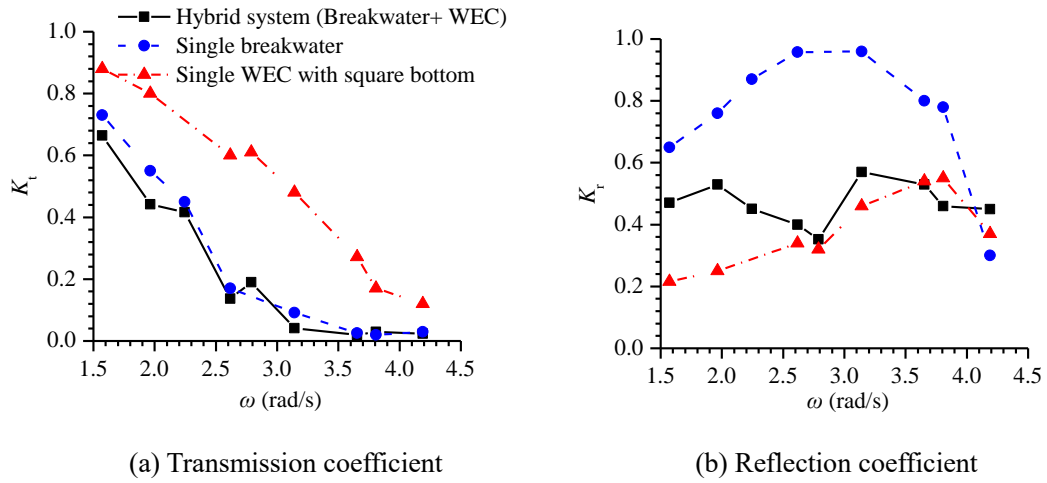 Hybrid system (Breakwater+ WEC)
Single breakwater
Single WEC with square bottom
1.0
0.8
0.6
0.4
0.2
0.0
Kt
1.5 2.0 2.5 3.0 3.5 4.0 4.5
ω (rad/s)
(a) Transmission coefficient
1.0
0.8
0.6
0.4
0.2
0.0
Kr
1.5 2.0 2.5 3.0 3.5 4.0 4.5
ω (rad/s)
(b) Reflection coefficient